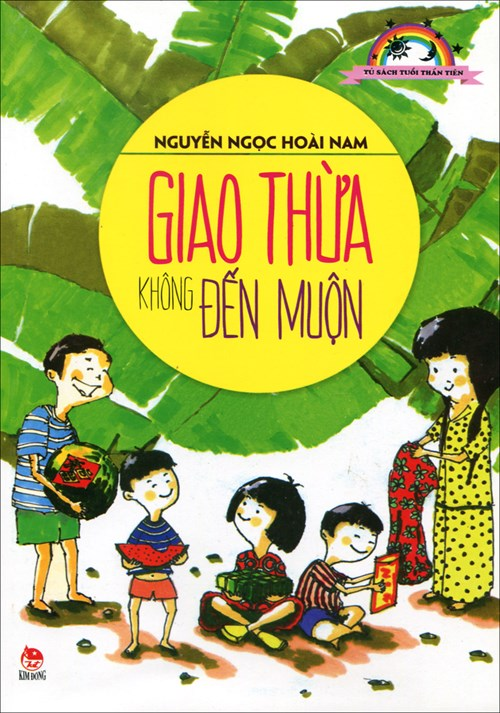 TỦ SÁCH TUỔI THẦN TIÊN
NGUYỄN NGỌC HOÀI NAM
GIAO THỪA
KHÔNG ĐẾN MUỘN
KIM ĐỒNG